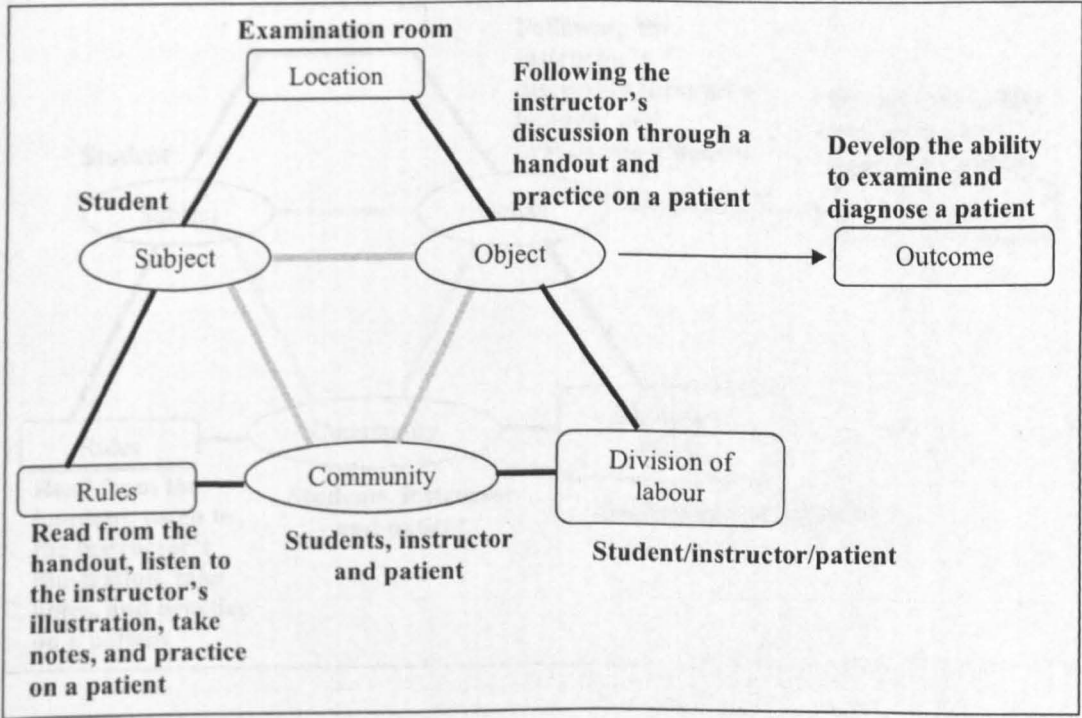 Examination room
Location
Following the
instructor's
discussion through a
handout and
practice on a patient
Develop the ability
to examine and
diagnose a patient
Student
Subject
Object
Outcome
Rules
Community
Division of
labour
Read from the
handout, listen to
the instructor's
illustration, take
notes, and practice
on a patient
Students, instructor
and patient
Student/instructor/patient